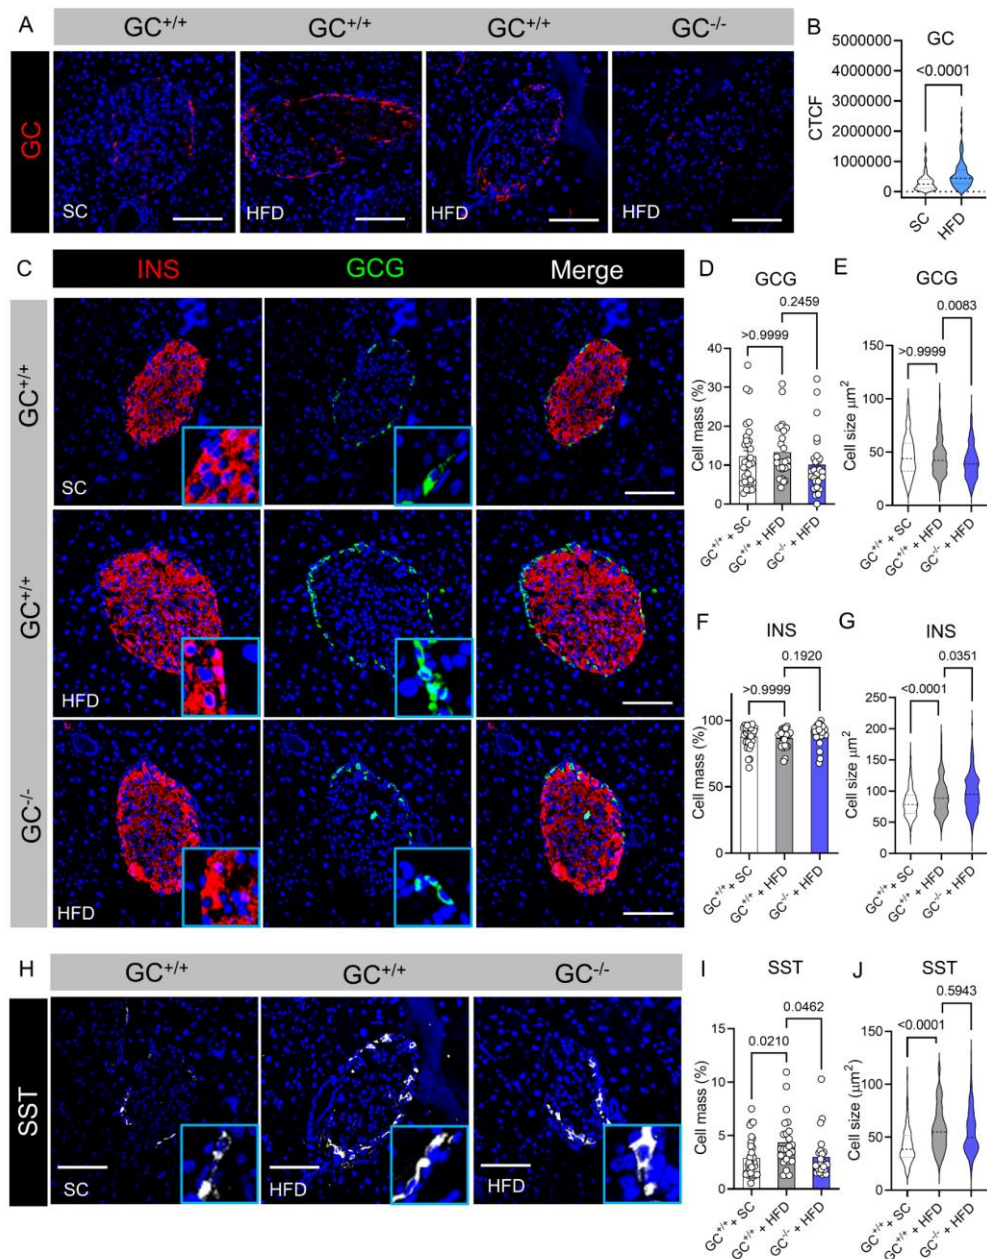 A
GC+/+ GC+/+ GC+/+ GC-/-
GC
SC HFD HFD HFD
B
GC
<0.0001
CTCF
5000000
4000000
3000000
2000000
1000000
0
SC HFD
C
INS GCG Merge
GC+/+
SC
GC+/+
HFD
GC-/-
HFD
D
GCG
0.2459
>0.9999
Cell mass (%)
40
30
20
10
0
GC+/+ + SC
GC+/+ + HFD
GC-/- + HFD
E
GCG
0.0083
>0.9999
Cell size µm2
150
100
50
0
GC+/+ + SC
GC+/+ + HFD
GC-/- + HFD
F
INS
0.1920
>0.9999
Cell mass (%)
100
50
0
GC+/+ + SC
GC+/+ + HFD
GC-/- + HFD
G
INS
0.0351
<0.0001
Cell size µm2
250
200
150
100
50
0
GC+/+ + SC
GC+/+ + HFD
GC-/- + HFD
H
GC+/+ GC+/+ GC-/-
SST
SC HFD HFD
I
SST
0.0462
0.0210
Cell mass (%)
15
10
5
0
GC+/+ + SC
GC+/+ + HFD
GC-/- + HFD
J
SST
0.5943
<0.0001
Cell size (µm2)
150
100
50
0
GC+/+ + SC
GC+/+ + HFD
GC-/- + HFD